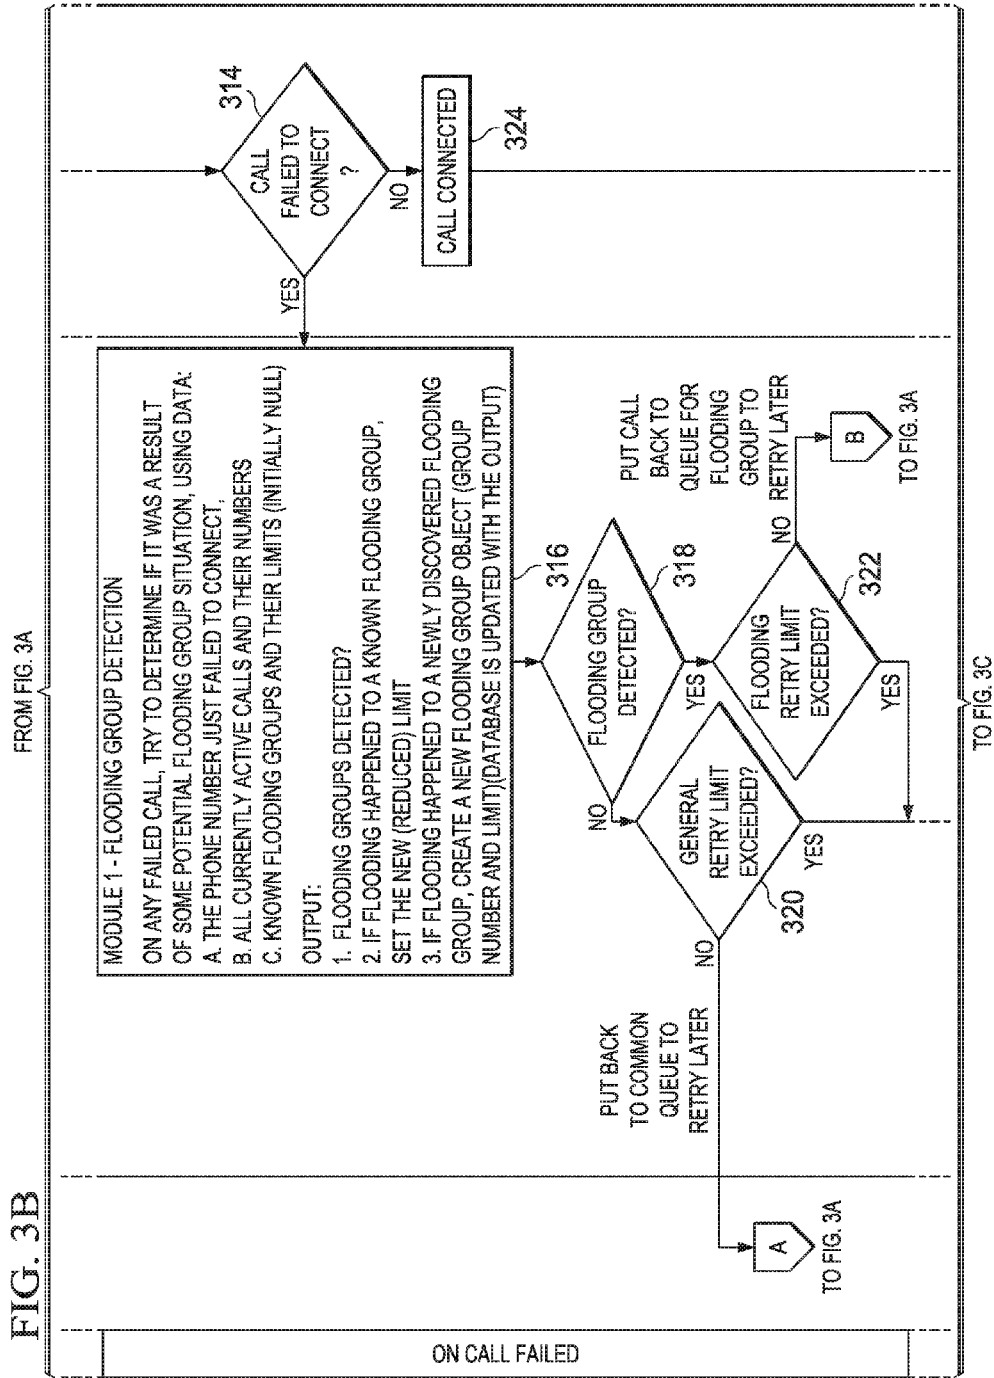 FIG. 3B
FROM FIG. 3A
ON CALL FAILED
MODULE 1 - FLOODING GROUP DETECTION
ON ANY FAILED CALL, TRY TO DETERMINE IF IT WAS A RESULT
OF SOME POTENTIAL FLOODING GROUP SITUATION, USING DATA:
A. THE PHONE NUMBER JUST FAILED TO CONNECT,
B. ALL CURRENTLY ACTIVE CALLS AND THEIR NUMBERS
C. KNOWN FLOODING GROUPS AND THEIR LIMITS (INITIALLY NULL)
OUTPUT:
1. FLOODING GROUPS DETECTED?
2. IF FLOODING HAPPENED TO A KNOWN FLOODING GROUP,
SET THE NEW (REDUCED) LIMIT
3. IF FLOODING HAPPENED TO A NEWLY DISCOVERED FLOODING
GROUP, CREATE A NEW FLOODING GROUP OBJECT (GROUP
NUMBER AND LIMIT)(DATABASE IS UPDATED WITH THE OUTPUT)
316
YES
CALL
FAILED TO
CONNECT
?
314
NO
CALL CONNECTED
324
FLOODING GROUP
DETECTED?
318
NO
YES
GENERAL
RETRY LIMIT
EXCEEDED?
320
NO
YES
PUT BACK
TO COMMON
QUEUE TO
RETRY LATER
A
TO FIG. 3A
FLOODING
RETRY LIMIT
EXCEEDED?
322
NO
YES
PUT CALL
BACK TO
QUEUE FOR
FLOODING
GROUP TO
RETRY LATER
B
TO FIG. 3A
TO FIG. 3C